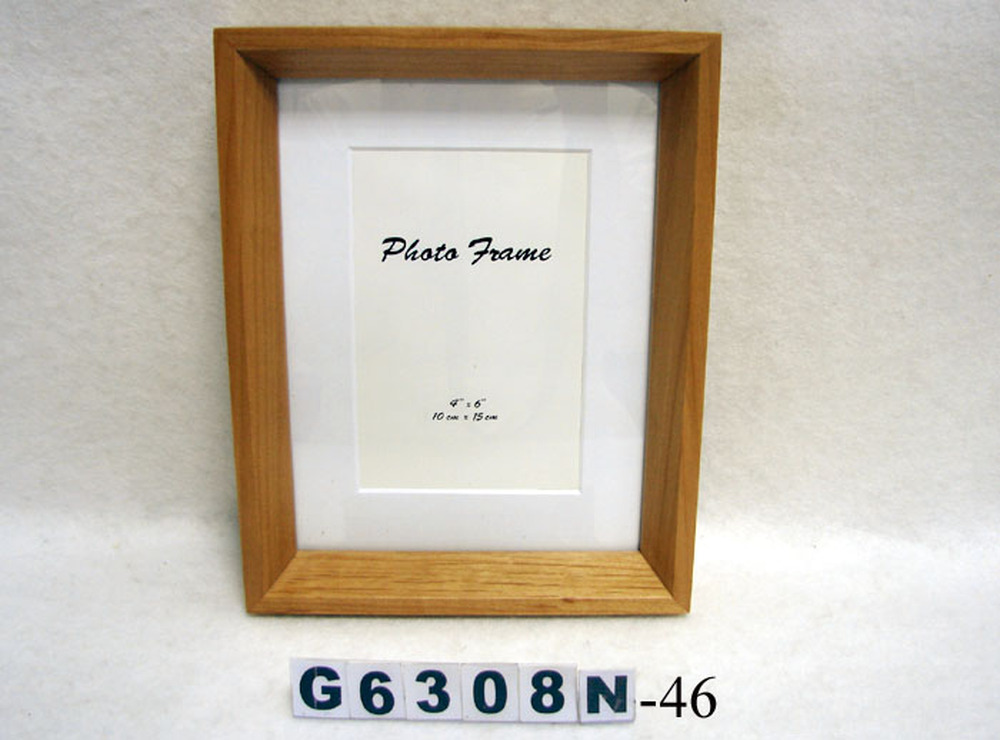 Photo Frame
4" x 6"
10 cm x 15 cm
G6308N-46